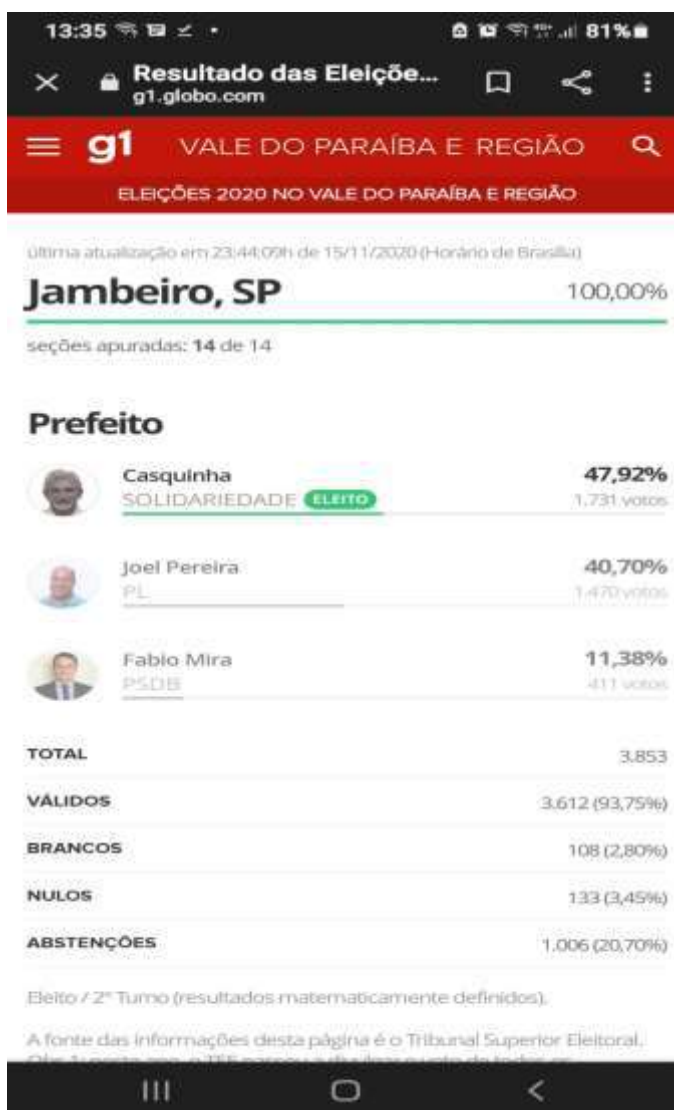 13:35 81%
Resultado das Eleiçõe...
g1.globo.com
g1 VALE DO PARAÍBA E REGIÃO
ELEIÇÕES 2020 NO VALE DO PARAÍBA E REGIÃO
última atualização em 23:44:09h de 15/11/2020 (Horário de Brasília)
Jambeiro, SP 100,00%
seções apuradas: 14 de 14
Prefeito
Casquinha 47,92%
SOLIDARIEDADE ELEITO 1.731 votos
Joel Pereira 40,70%
PL 1.470 votos
Fabio Mira 11,38%
PSDB 411 votos
TOTAL 3.853
VÁLIDOS 3.612 (93,75%)
BRANCOS 108 (2,80%)
NULOS 133 (3,45%)
ABSTENÇÕES 1.006 (20,70%)
Eleito / 2º Turno (resultados matematicamente definidos).
A fonte das informações desta página é o Tribunal Superior Eleitoral.